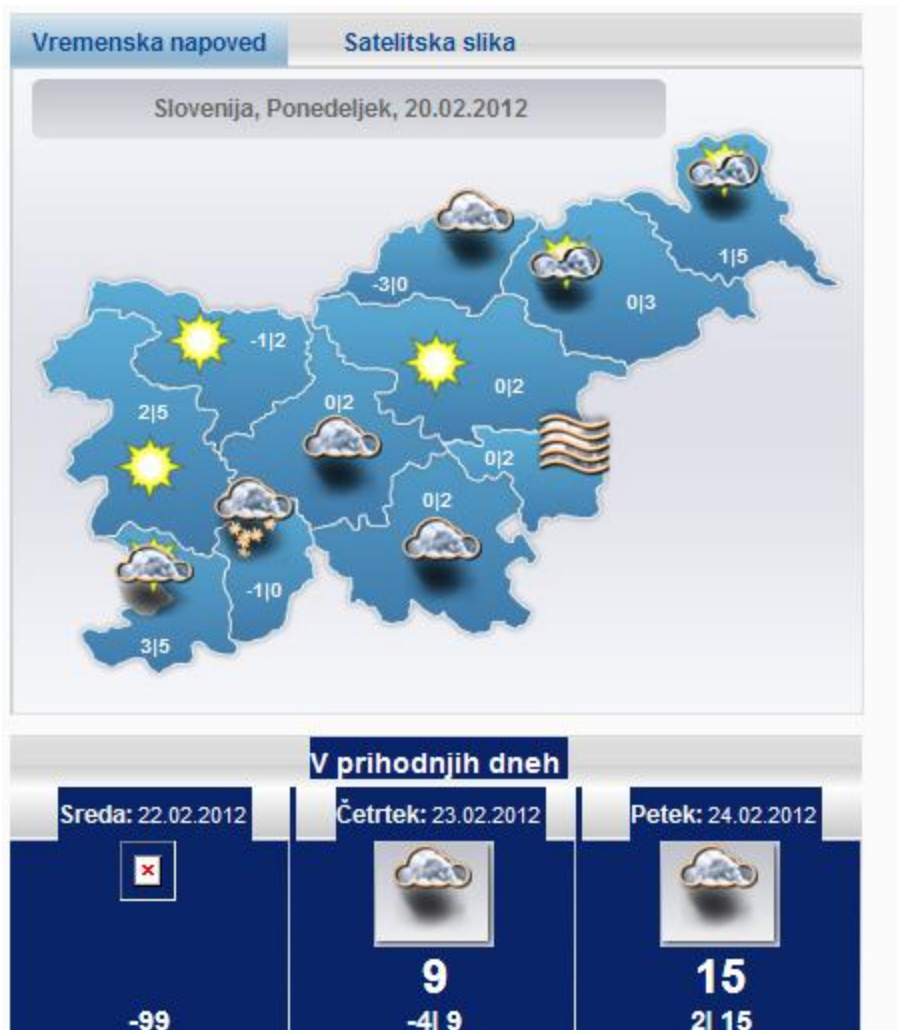 Vremenska napoved Satelitska slika
Slovenija, Ponedeljek, 20.02.2012
1|5
-3|0
0|3
-1|2
0|2
0|2
2|5
0|2
0|2
-1|0
3|5
V prihodnjih dneh
Sreda: 22.02.2012 Četrtek: 23.02.2012 Petek: 24.02.2012
9 15
-99 -4| 9 2| 15